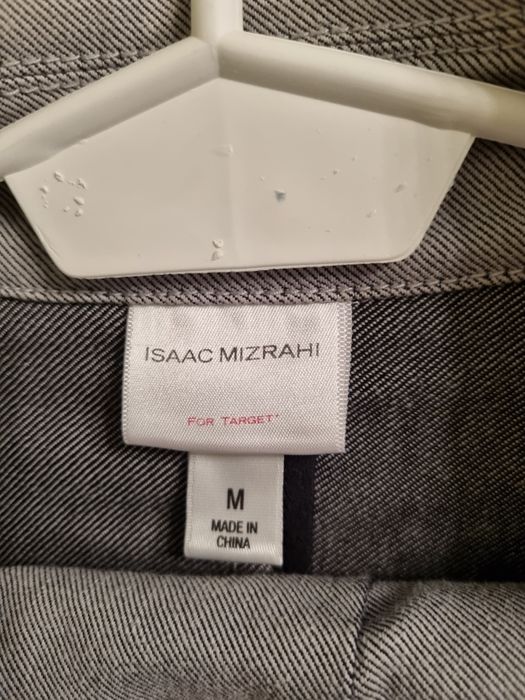 ISAAC MIZRAHI
FOR TARGET*
M
MADE IN
CHINA